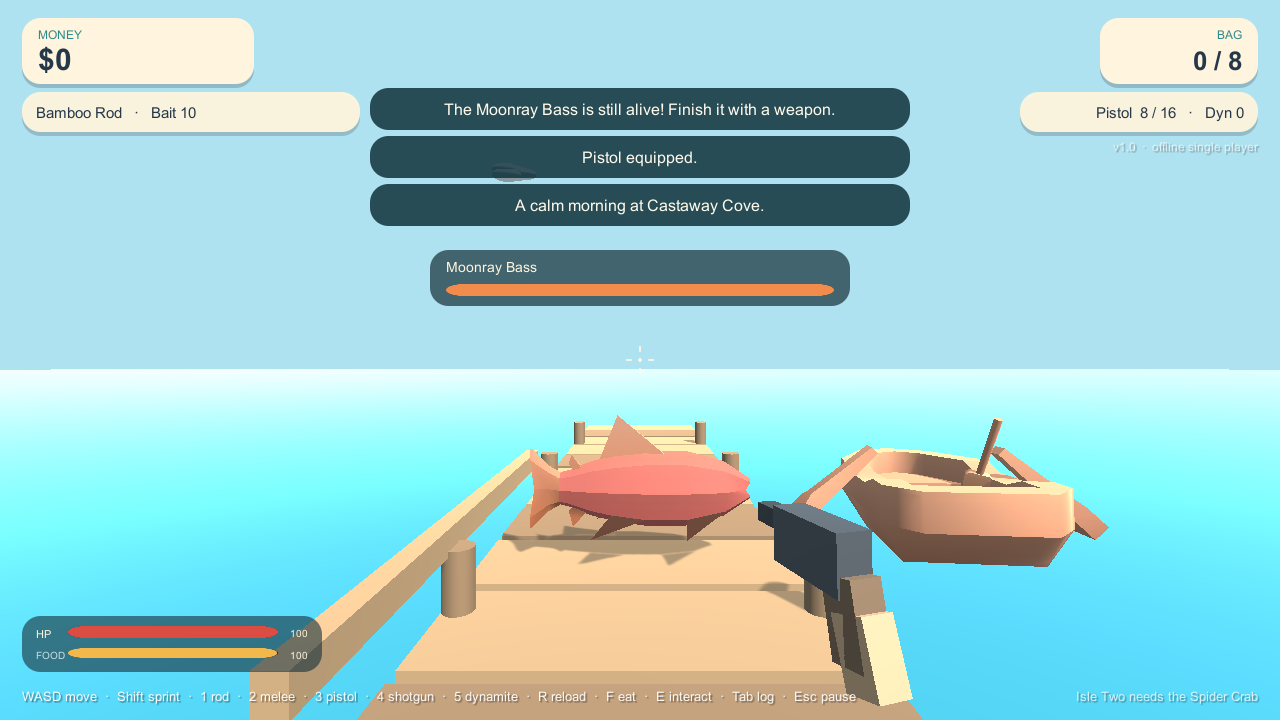 MONEY
$0
BAG
0 / 8
Bamboo Rod · Bait 10
The Moonray Bass is still alive! Finish it with a weapon.
Pistol 8 / 16 · Dyn 0
v1.0 · offline single player
Pistol equipped.
A calm morning at Castaway Cove.
Moonray Bass
HP 100
FOOD 100
WASD move · Shift sprint · 1 rod · 2 melee · 3 pistol · 4 shotgun · 5 dynamite · R reload · F eat · E interact · Tab log · Esc pause
Isle Two needs the Spider Crab